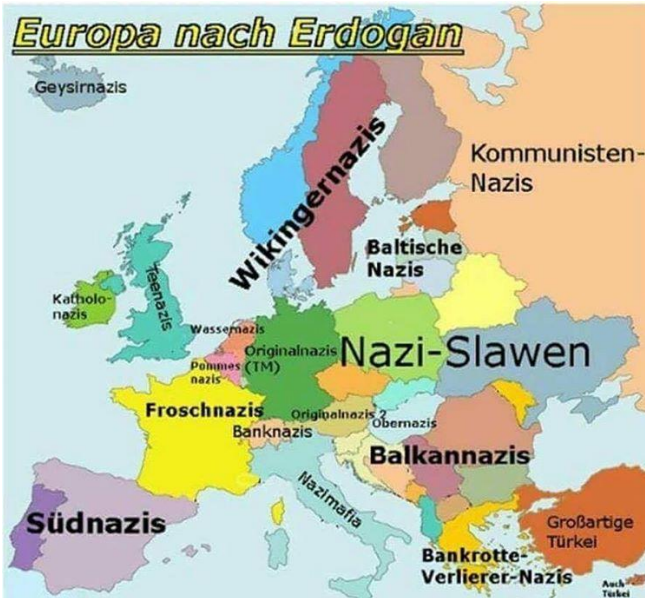 Europa nach Erdogan
Geysirnazis
Kommunisten-
Nazis
Wikingernazis
Baltische
Nazis
Katholo-
nazis
Teenazis
Wassernazis
Pommes
nazis
Originalnazis
(TM)
Nazi-Slawen
Froschnazis
Originalnazis 2
Banknazis
Obernazis
Balkannazis
Nazimafia
Südnazis
Großartige
Türkei
Bankrotte-
Verlierer-Nazis
Auch
Türkei